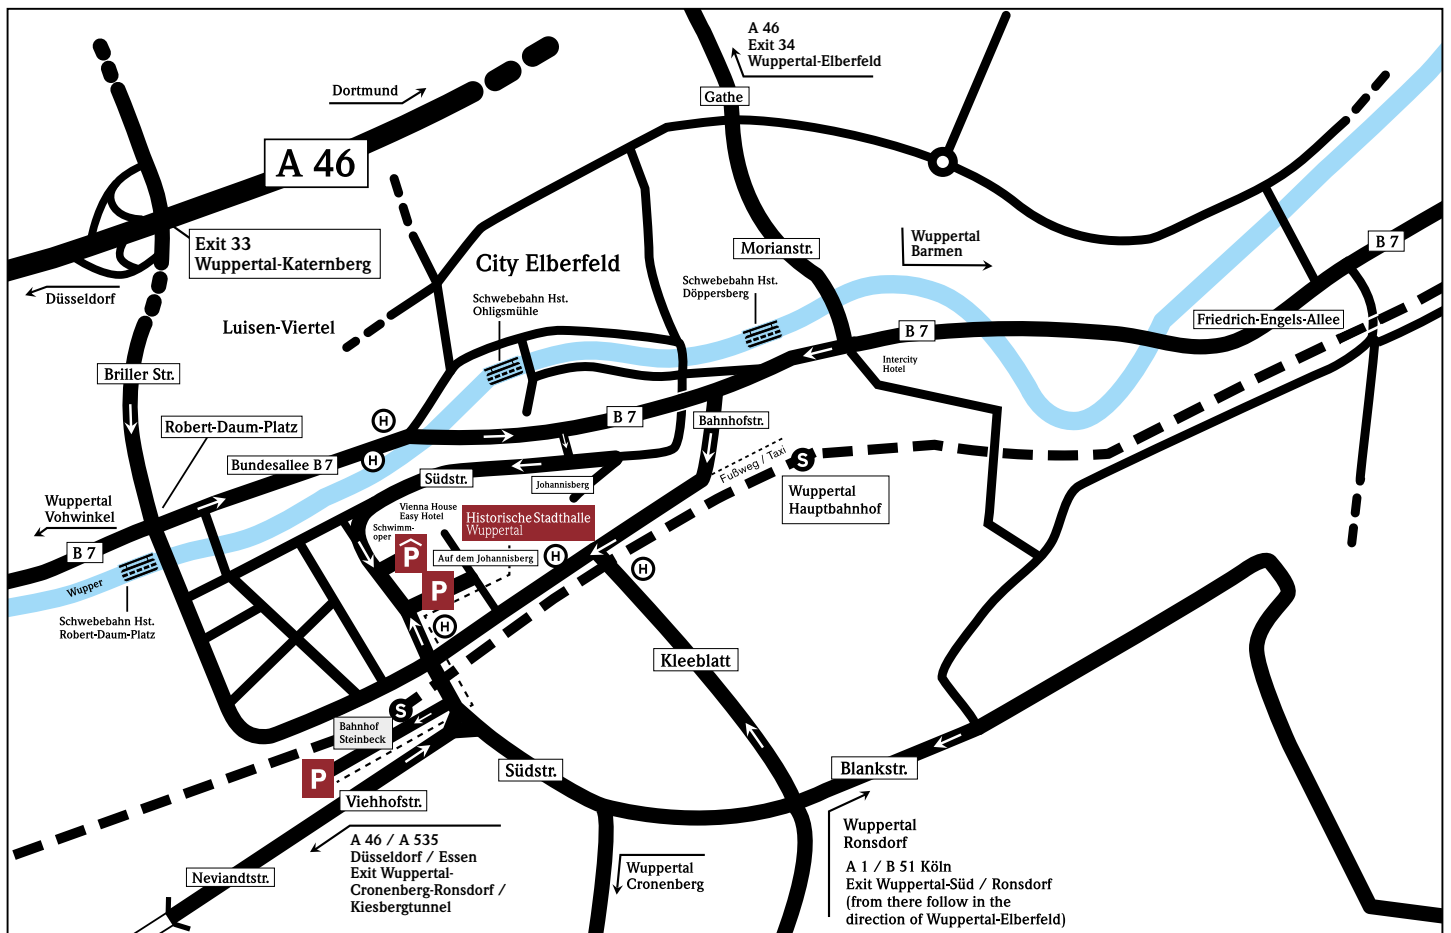 A 46
Exit 34
Wuppertal-Elberfeld
Dortmund
Gathe
A 46
Exit 33
Wuppertal-Katernberg
Düsseldorf
City Elberfeld
Morianstr.
Wuppertal
Barmen
B 7
Schwebebahn Hst.
Döppersberg
Schwebebahn Hst.
Ohligsmühle
Luisen-Viertel
Friedrich-Engels-Allee
B 7
Intercity
Hotel
Briller Str.
Robert-Daum-Platz
H
B 7
Bahnhofstr.
H
Bundesallee B 7
Südstr.
Johannisberg
Fußweg / Taxi
S
Wuppertal
Hauptbahnhof
Wuppertal
Vohwinkel
B 7
Vienna House
Easy Hotel
Schwimm-
oper
Historische Stadthalle
Wuppertal
P
Auf dem Johannisberg
H
H
P
Wupper
Schwebebahn Hst.
Robert-Daum-Platz
H
Kleeblatt
S
Bahnhof
Steinbeck
P
Südstr.
Blankstr.
Viehhofstr.
A 46 / A 535
Düsseldorf / Essen
Exit Wuppertal-
Cronenberg-Ronsdorf /
Kiesbergtunnel
Neviandtstr.
Wuppertal
Cronenberg
Wuppertal
Ronsdorf
A 1 / B 51 Köln
Exit Wuppertal-Süd / Ronsdorf
(from there follow in the
direction of Wuppertal-Elberfeld)